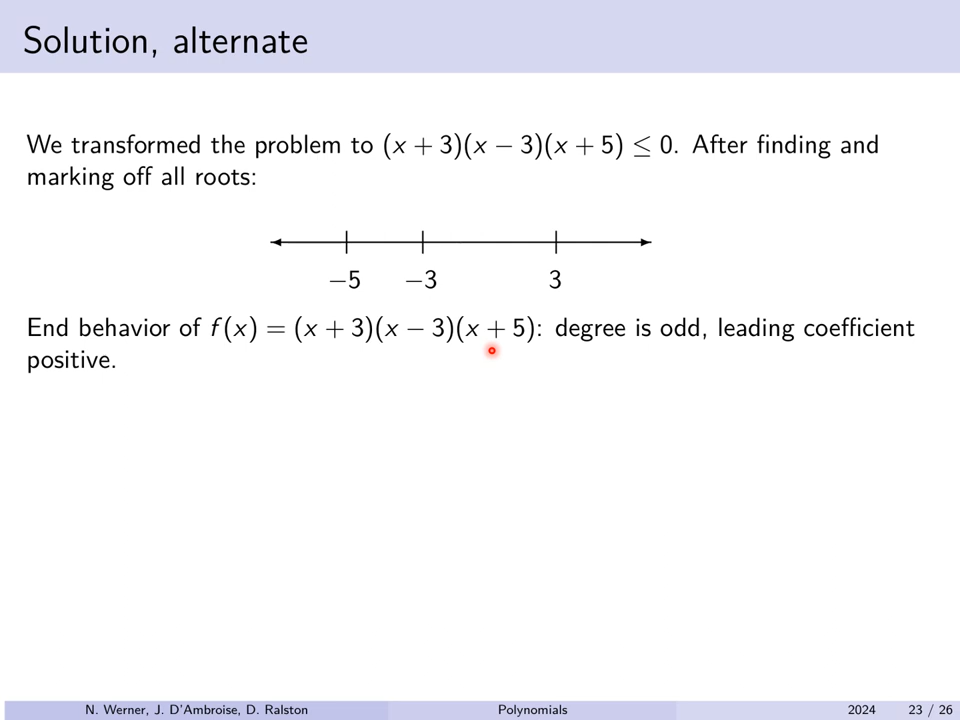 Solution, alternate
We transformed the problem to (x + 3)(x − 3)(x + 5) ≤ 0. After finding and
marking off all roots:
−5 −3 3
End behavior of f(x) = (x + 3)(x − 3)(x + 5): degree is odd, leading coefficient
positive.
N. Werner, J. D'Ambroise, D. Ralston Polynomials 2024 23 / 26